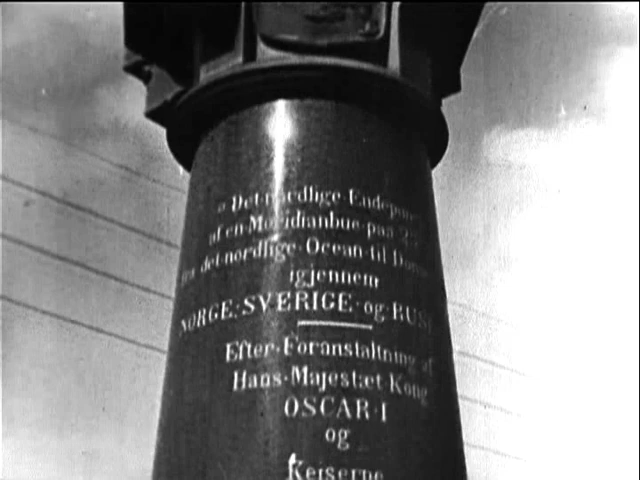 Det nordlige
af en Meridianbue paa
det nordlige Ocean til
igjennem
NORGE SVERIGE og
Efter Foranstaltning af
Hans Majestæt Kong
OSCAR I
og
Keiserne